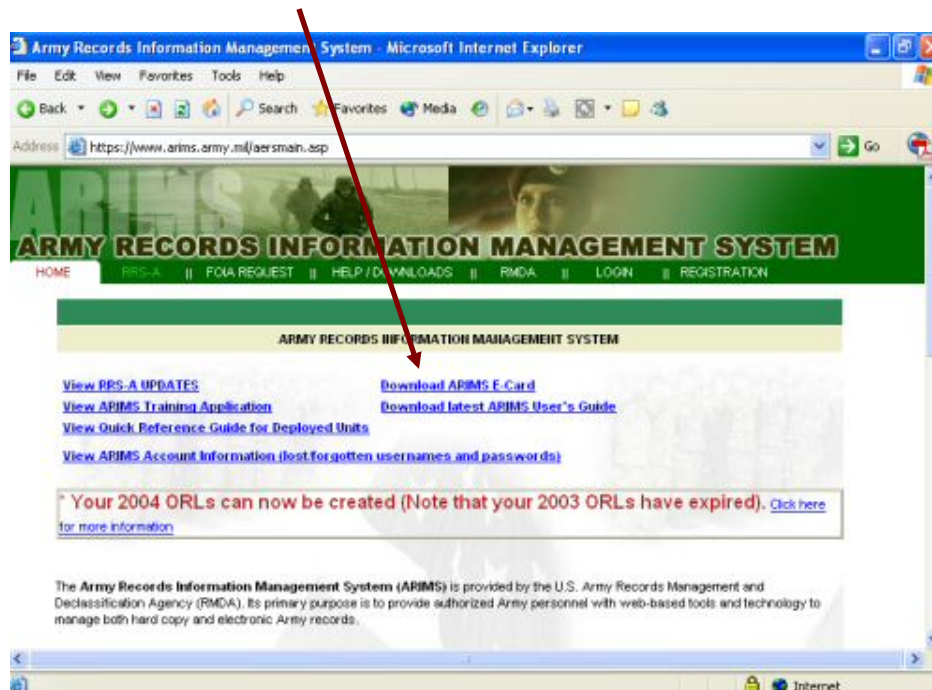 Army Records Information Management System - Microsoft Internet Explorer
File Edit View Favorites Tools Help
Back Search Favorites Media
Address https://www.arims.army.mil/aersmain.asp Go
ARIMS
ARMY RECORDS INFORMATION MANAGEMENT SYSTEM
HOME RRS-A || FOIA REQUEST || HELP / DOWNLOADS || RMDA || LOGIN || REGISTRATION
ARMY RECORDS INFORMATION MANAGEMENT SYSTEM
View RRS-A UPDATES Download ARIMS E-Card
View ARIMS Training Application Download latest ARIMS User's Guide
View Quick Reference Guide for Deployed Units
View ARIMS Account Information (lost/forgotten usernames and passwords)
* Your 2004 ORLs can now be created (Note that your 2003 ORLs have expired). Click here
for more information
The Army Records Information Management System (ARIMS) is provided by the U.S. Army Records Management and
Declassification Agency (RMDA). Its primary purpose is to provide authorized Army personnel with web-based tools and technology to
manage both hard copy and electronic Army records.
Internet